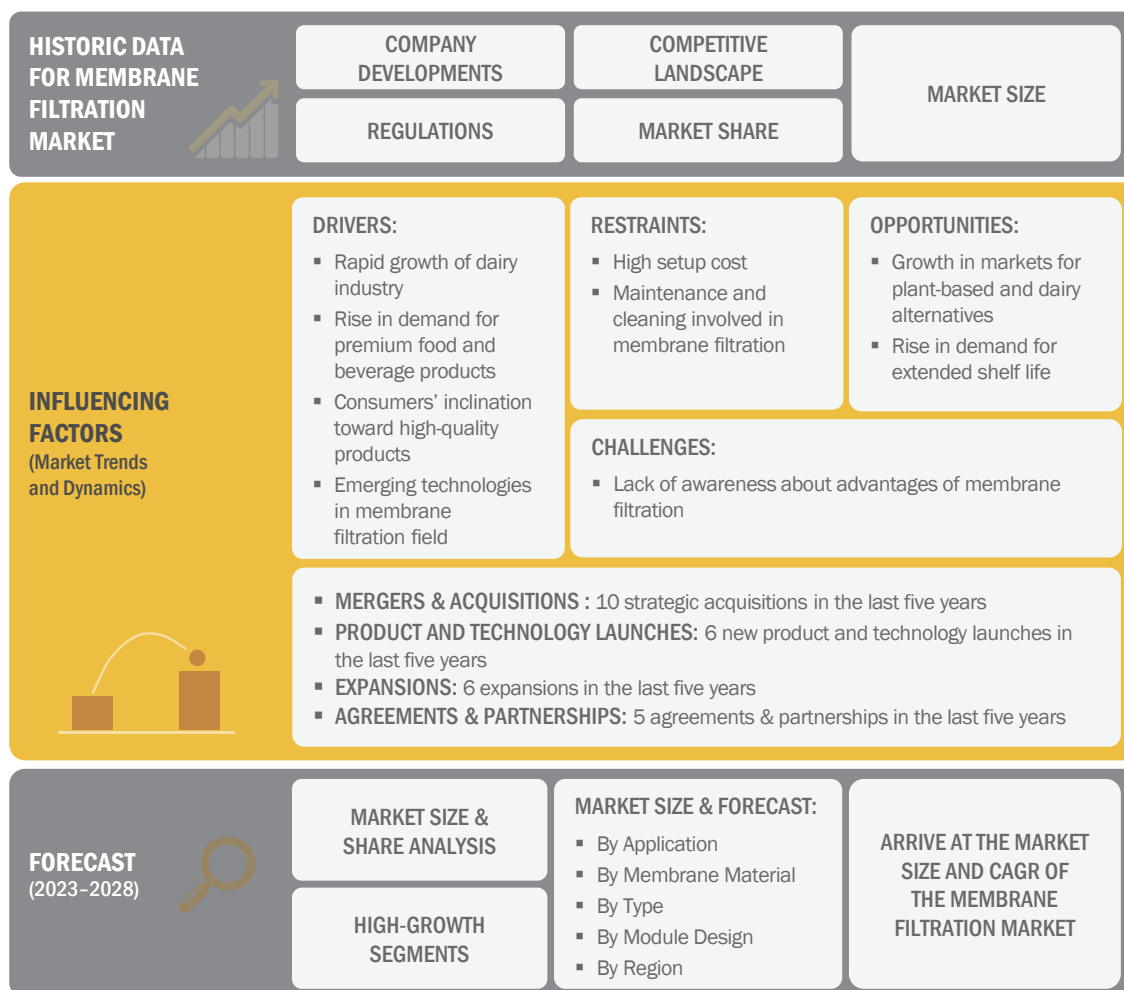 HISTORIC DATA
FOR MEMBRANE
FILTRATION
MARKET
COMPANY
DEVELOPMENTS
COMPETITIVE
LANDSCAPE
MARKET SIZE
REGULATIONS
MARKET SHARE
INFLUENCING
FACTORS
(Market Trends
and Dynamics)
DRIVERS:
▪ Rapid growth of dairy
industry
▪ Rise in demand for
premium food and
beverage products
▪ Consumers’ inclination
toward high-quality
products
▪ Emerging technologies
in membrane
filtration field
RESTRAINTS:
▪ High setup cost
▪ Maintenance and
cleaning involved in
membrane filtration
OPPORTUNITIES:
▪ Growth in markets for
plant-based and dairy
alternatives
▪ Rise in demand for
extended shelf life
CHALLENGES:
▪ Lack of awareness about advantages of membrane
filtration
▪ MERGERS & ACQUISITIONS : 10 strategic acquisitions in the last five years
▪ PRODUCT AND TECHNOLOGY LAUNCHES: 6 new product and technology launches in
the last five years
▪ EXPANSIONS: 6 expansions in the last five years
▪ AGREEMENTS & PARTNERSHIPS: 5 agreements & partnerships in the last five years
FORECAST
(2023–2028)
MARKET SIZE &
SHARE ANALYSIS
HIGH-GROWTH
SEGMENTS
MARKET SIZE & FORECAST:
▪ By Application
▪ By Membrane Material
▪ By Type
▪ By Module Design
▪ By Region
ARRIVE AT THE MARKET
SIZE AND CAGR OF
THE MEMBRANE
FILTRATION MARKET